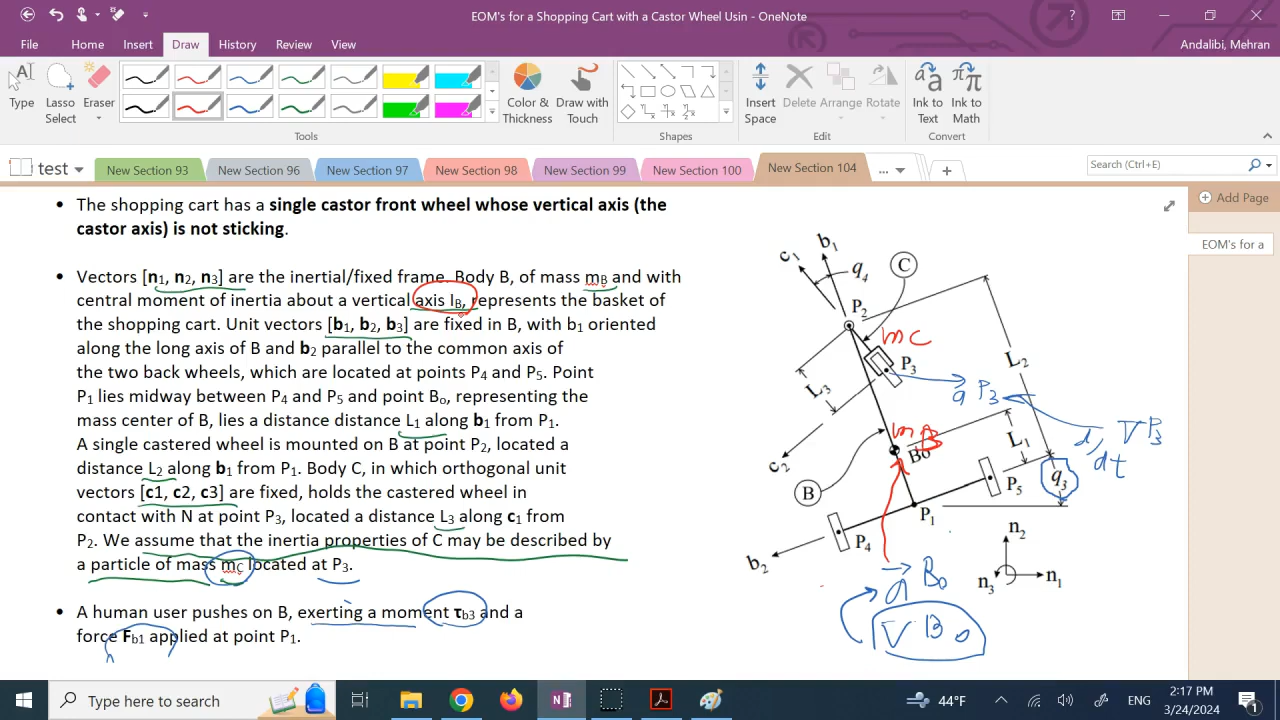 EOM's for a Shopping Cart with a Castor Wheel Usin - OneNote
File Home Insert Draw History Review View
Andalibi, Mehran
Type
Lasso Select
Eraser
Color & Thickness
Draw with Touch
Insert Space
Delete
Arrange
Rotate
Ink to Text
Ink to Math
Tools
Shapes
Edit
Convert
test
New Section 93
New Section 96
New Section 97
New Section 98
New Section 99
New Section 100
New Section 104
...
Search (Ctrl+E)
Add Page
EOM's for a
• The shopping cart has a single castor front wheel whose vertical axis (the
castor axis) is not sticking.
• Vectors [n1, n2, n3] are the inertial/fixed frame. Body B, of mass mB and with
central moment of inertia about a vertical axis IB, represents the basket of
the shopping cart. Unit vectors [b1, b2, b3] are fixed in B, with b1 oriented
along the long axis of B and b2 parallel to the common axis of
the two back wheels, which are located at points P4 and P5. Point
P1 lies midway between P4 and P5 and point Bo, representing the
mass center of B, lies a distance distance L1 along b1 from P1.
A single castered wheel is mounted on B at point P2, located a
distance L2 along b1 from P1. Body C, in which orthogonal unit
vectors [c1, c2, c3] are fixed, holds the castered wheel in
contact with N at point P3, located a distance L3 along c1 from
P2. We assume that the inertia properties of C may be described by
a particle of mass mC located at P3.
• A human user pushes on B, exerting a moment τb3 and a
force Fb1 applied at point P1.
b1
c1
q4
C
P2
mC
P3
L2
L3
a P3
V P3
d/dt
mB
Bo
L1
c2
B
q3
P5
P1
P4
b2
n2
n3
n1
a Bo
V Bo
Type here to search
44°F
ENG
2:17 PM
3/24/2024
1